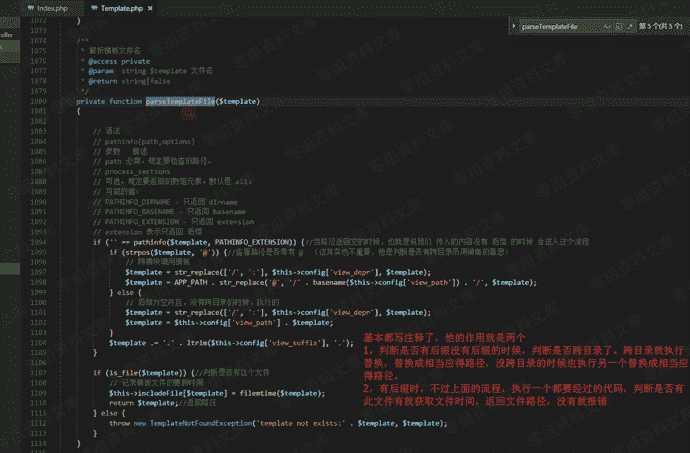 Index.php Template.php ×
parseTemplateFile 第 5 个(共 5 个)
1072 }
1073
1074 /**
1075 * 解析模板文件名
1076 * @access private
1077 * @param string $template 文件名
1078 * @return string|false
1079 */
1080 private function parseTemplateFile($template)
1081 {
1082
1083 // 语法
1084 // pathinfo(path,options)
1085 // 参数 描述
1086 // path 必需。规定要检查的路径。
1087 // process_sections
1088 // 可选。规定要返回的数组元素。默认是 all。
1089 // 可能的值:
1090 // PATHINFO_DIRNAME - 只返回 dirname
1091 // PATHINFO_BASENAME - 只返回 basename
1092 // PATHINFO_EXTENSION - 只返回 extension
1093 // extension 表示只返回 后缀
1094 if ('' == pathinfo($template, PATHINFO_EXTENSION)) {//当路径返回空的时候,也就是说我们 传入的内容没有 后缀 的时候 会进入这个流程
1095 if (strpos($template, '@')) {//查看路径是否带有 @ (这其实也不重要,他是判断是否有跨目录所用模板的意思)
1096 // 跨模块调用模板
1097 $template = str_replace(['/', ':'], $this->config['view_depr'], $template);
1098 $template = APP_PATH . str_replace('@', '/' . basename($this->config['view_path']) . '/', $template);
1099 } else {
1100 // 后缀为空并且,没有跨目录的时候,执行的
1101 $template = str_replace(['/', ':'], $this->config['view_depr'], $template);
1102 $template = $this->config['view_path'] . $template;
1103 }
1104 $template .= '.' . ltrim($this->config['view_suffix'], '.');
1105 }
1106
1107 if (is_file($template)) {//判断是否有这个文件
1108 // 记录模板文件的更新时间
1109 $this->includeFile[$template] = filemtime($template);
1110 return $template;//返回路径
1111 } else {
1112 throw new TemplateNotFoundException('template not exists:' . $template, $template);
1113 }
1114 }
基本都写注释了,他的作用就是两个
1,判断是否有后缀没有后缀的时候,判断是否跨目录了。跨目录就执行
替换,替换成相应得路径,没跨目录的时候也执行另一个替换成相应得路径。
2,有后缀时,不过上面的流程,执行一个都要经过的代码,判断是否有
此文件有就获取文件时间,返回文件路径,没有就报错